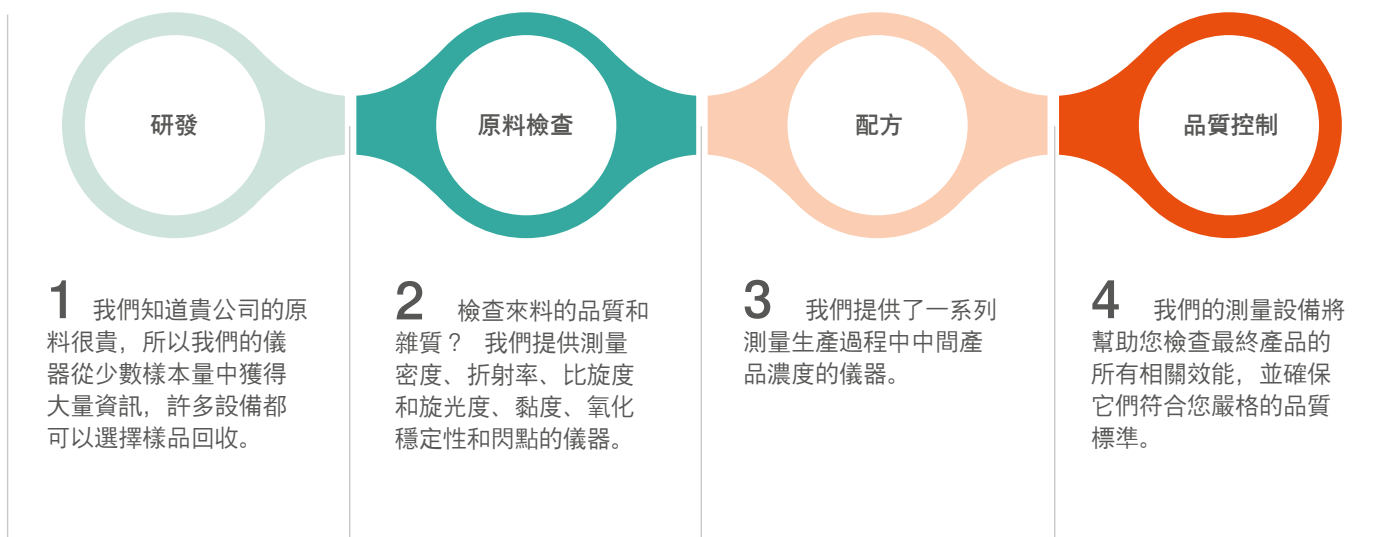 研發
原料檢查
配方
品質控制
1 我們知道貴公司的原
料很貴，所以我們的儀
器從少數樣本量中獲得
大量資訊，許多設備都
可以選擇樣品回收。
2 檢查來料的品質和
雜質？ 我們提供測量
密度、折射率、比旋度
和旋光度、黏度、氧化
穩定性和閃點的儀器。
3 我們提供了一系列
測量生產過程中中間產
品濃度的儀器。
4 我們的測量設備將
幫助您檢查最終產品的
所有相關效能，並確保
它們符合您嚴格的品質
標準。